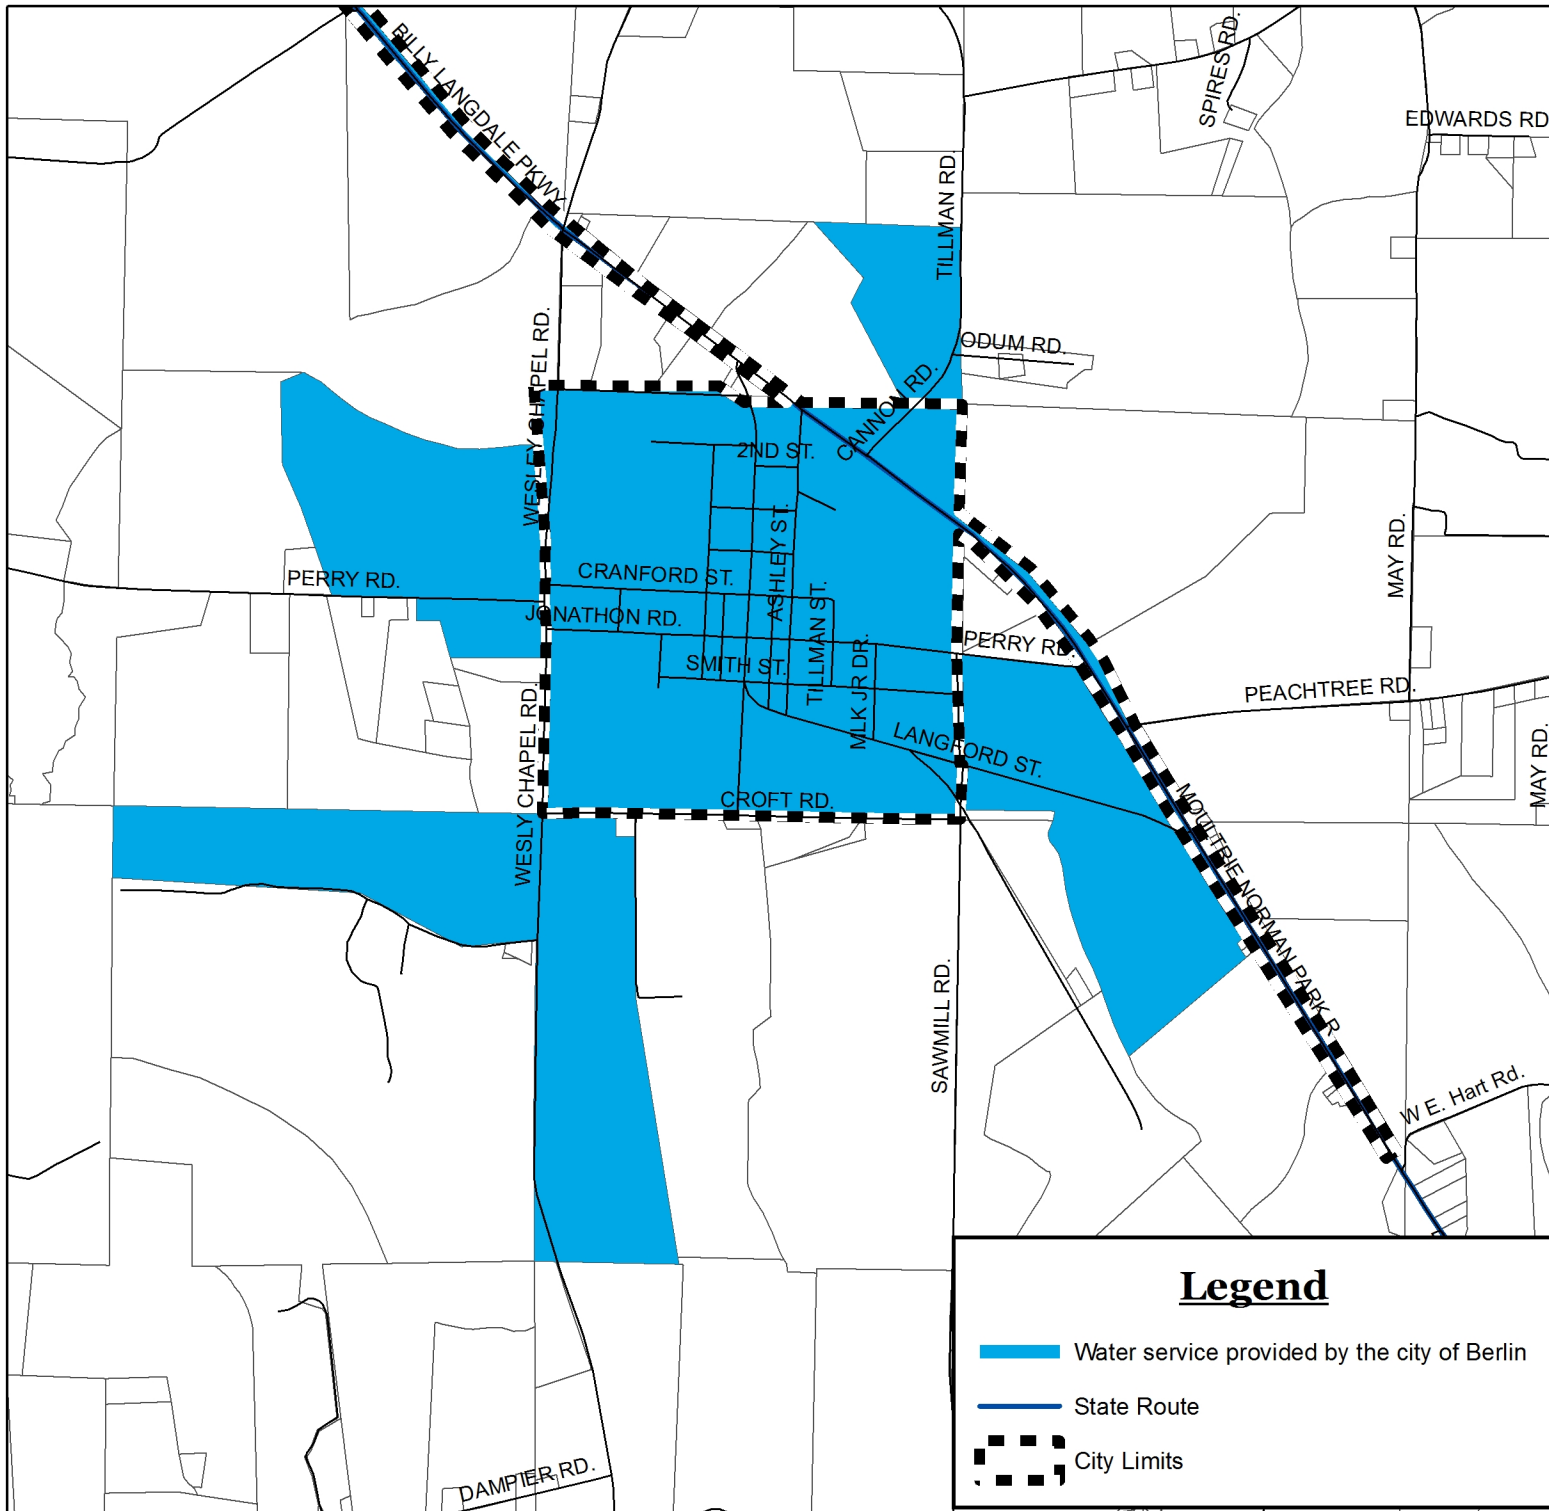 BILLY LANGDALE PKWY
SPIRES RD.
EDWARDS RD
TILLMAN RD.
WESLEY CHAPEL RD.
ODUM RD.
CANNON RD.
2ND ST.
ASHLEY ST.
MAY RD.
PERRY RD.
CRANFORD ST.
JONATHON RD.
TILLMAN ST.
PERRY RD.
SMITH ST.
MLK JR DR.
PEACHTREE RD.
WESLY CHAPEL RD.
LANGFORD ST.
MAY RD.
CROFT RD.
MOULTRIE NORMAN PARK R
SAWMILL RD.
W E. Hart Rd.
DAMPIER RD.
Legend
Water service provided by the city of Berlin
State Route
City Limits